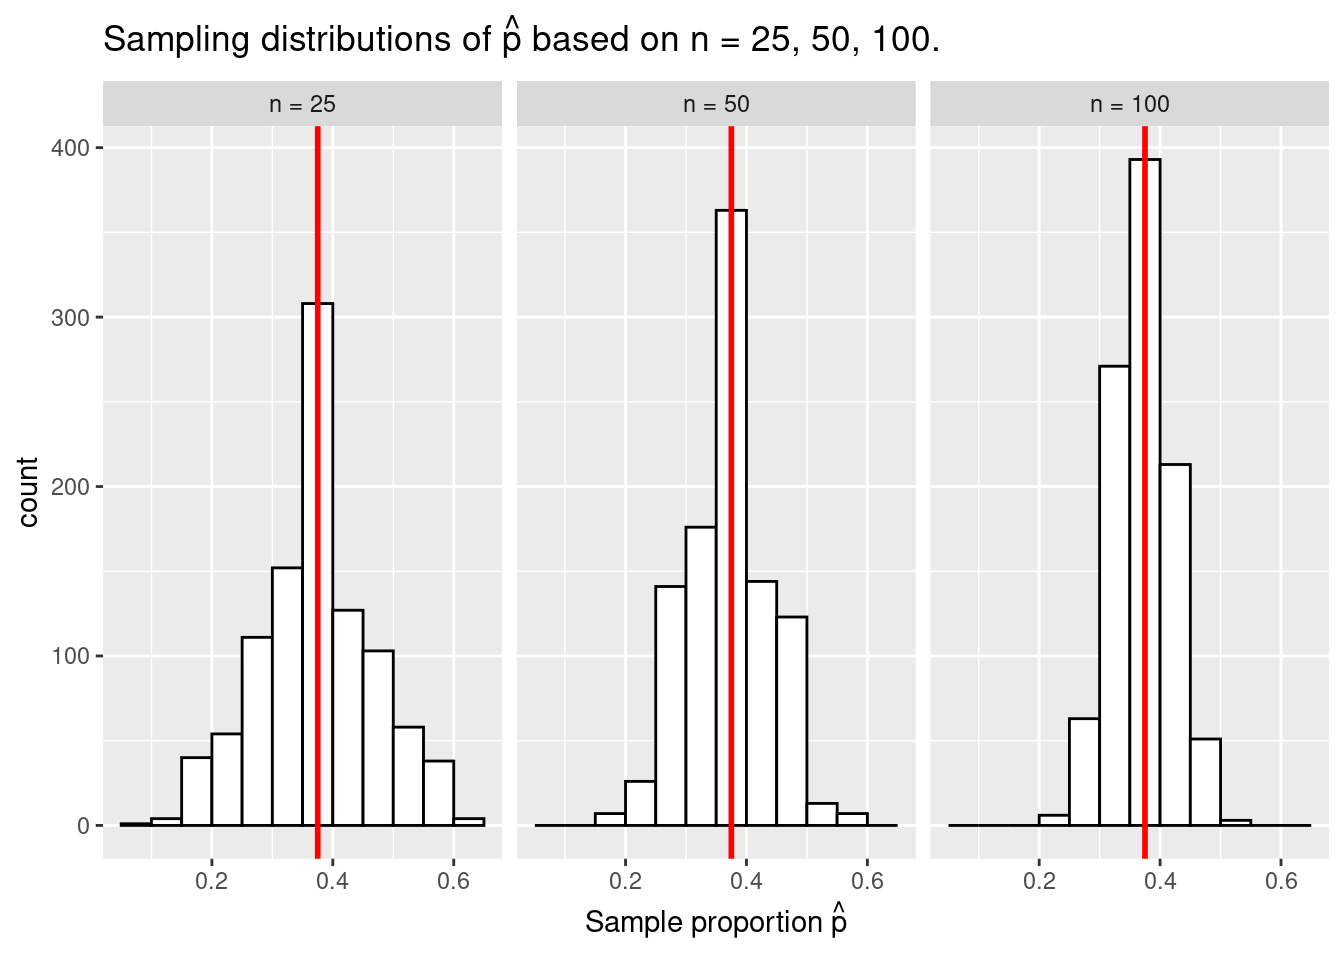 Sampling distributions of p̂ based on n = 25, 50, 100.
n = 25
n = 50
n = 100
400
300
200
100
0
count
0.2 0.4 0.6
0.2 0.4 0.6
0.2 0.4 0.6
Sample proportion p̂